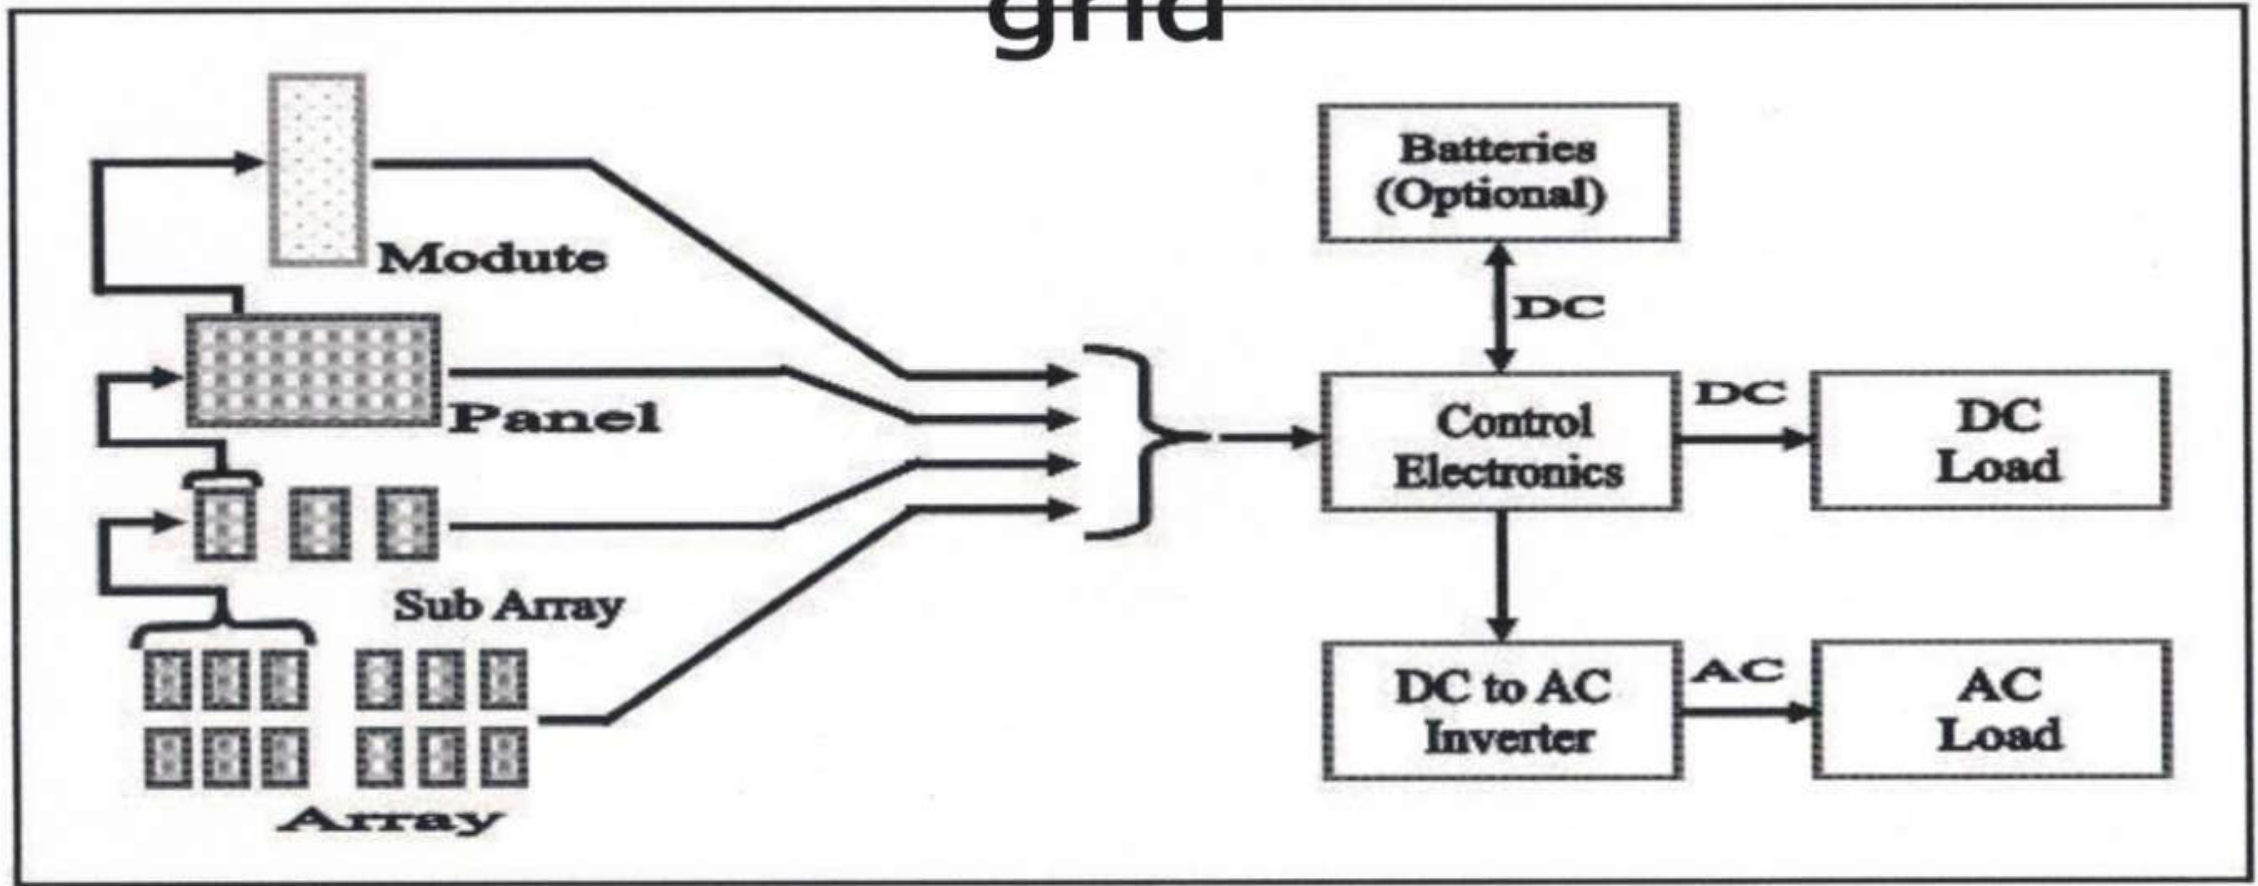 grid
Modute
Panel
Sub Array
Array
Batteries
(Optional)
DC
Control
Electronics
DC
DC
Load
DC to AC
Inverter
AC
AC
Load